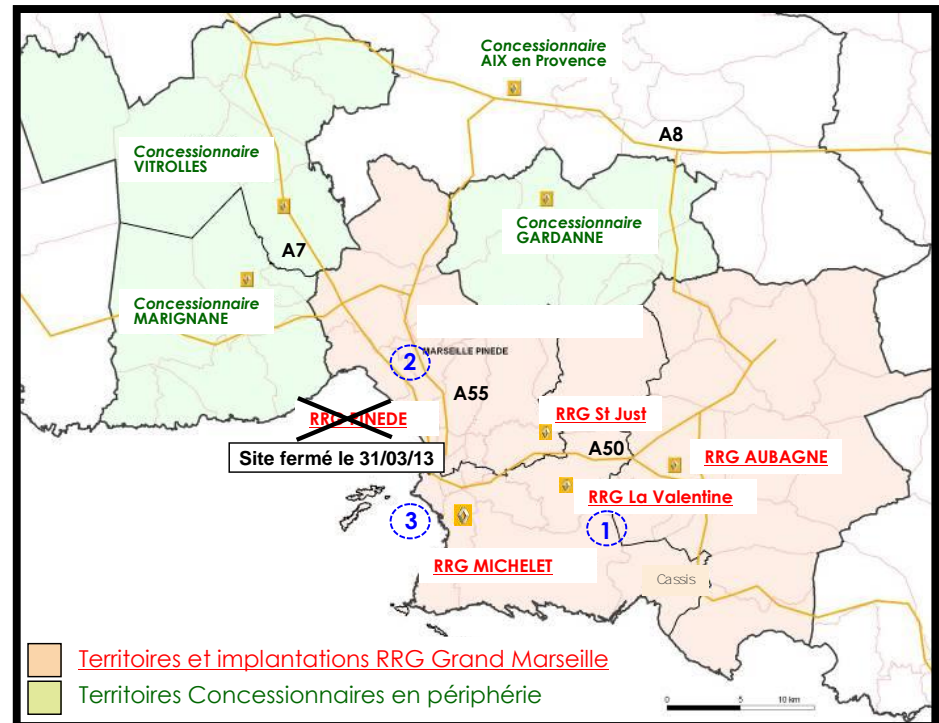 Concessionnaire
AIX en Provence
A8
Concessionnaire
VITROLLES
Concessionnaire
GARDANNE
A7
Concessionnaire
MARIGNANE
2
MARSEILLE PINEDE
A55
RRG PINEDE
RRG St Just
Site fermé le 31/03/13
A50
RRG AUBAGNE
RRG La Valentine
3
1
RRG MICHELET
Cassis
Territoires et implantations RRG Grand Marseille
Territoires Concessionnaires en périphérie
0 5 10 km